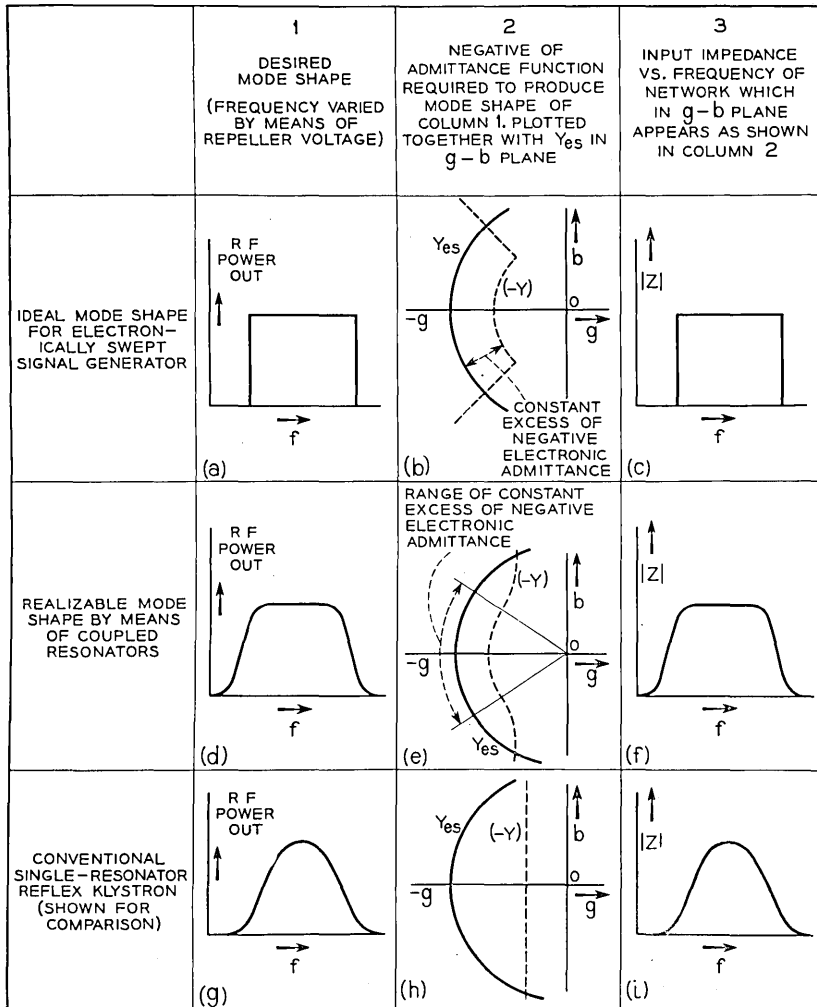 1
DESIRED
MODE SHAPE
(FREQUENCY VARIED
BY MEANS OF
REPELLER VOLTAGE)
2
NEGATIVE OF
ADMITTANCE FUNCTION
REQUIRED TO PRODUCE
MODE SHAPE OF
COLUMN 1. PLOTTED
TOGETHER WITH Yes IN
g-b PLANE
3
INPUT IMPEDANCE
VS. FREQUENCY OF
NETWORK WHICH
IN g-b PLANE
APPEARS AS SHOWN
IN COLUMN 2
IDEAL MODE SHAPE
FOR ELECTRON-
ICALLY SWEPT
SIGNAL GENERATOR
R F
POWER
OUT
f
(a)
Yes
(-Y)
b
0
-g
g
CONSTANT
EXCESS OF
NEGATIVE
ELECTRONIC
ADMITTANCE
(b)
|Z|
f
(c)
REALIZABLE MODE
SHAPE BY MEANS
OF COUPLED
RESONATORS
R F
POWER
OUT
f
(d)
RANGE OF CONSTANT
EXCESS OF NEGATIVE
ELECTRONIC
ADMITTANCE
(-Y)
b
0
-g
g
Yes
(e)
|Z|
f
(f)
CONVENTIONAL
SINGLE-RESONATOR
REFLEX KLYSTRON
(SHOWN FOR
COMPARISON)
R F
POWER
OUT
f
(g)
Yes
(-Y)
b
0
-g
g
(h)
|Z|
f
(i)